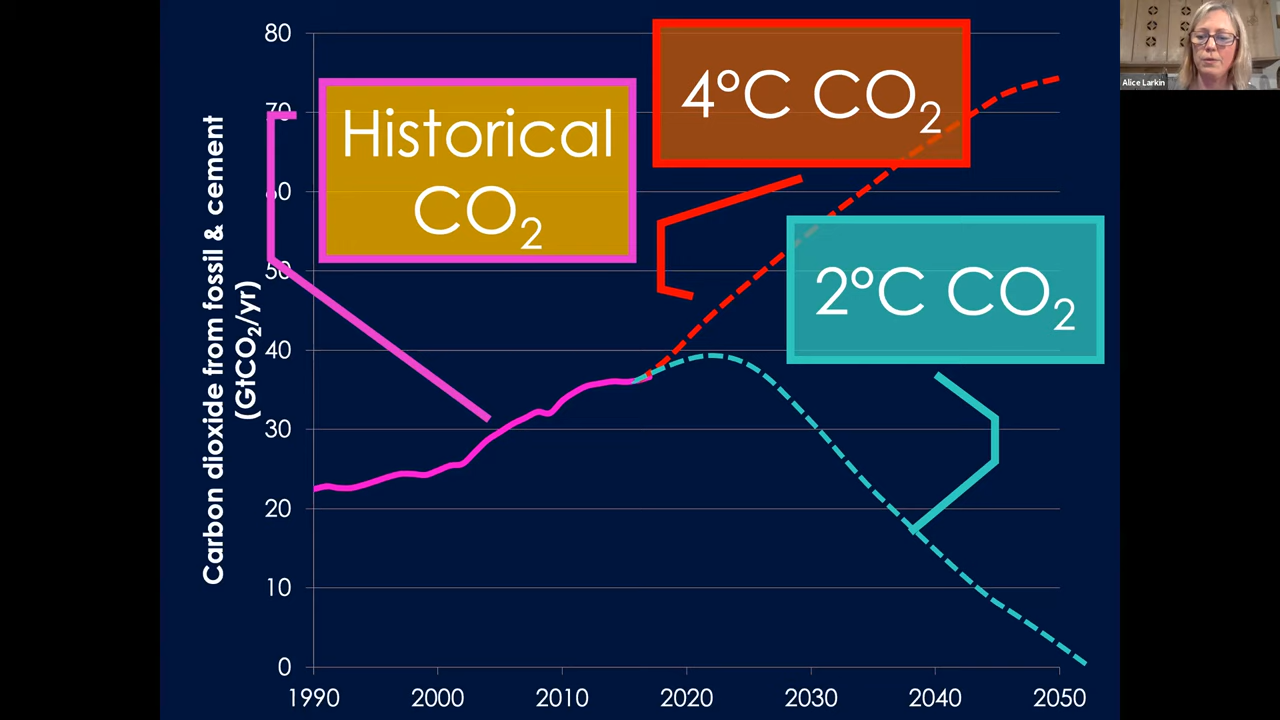 Alice Larkin
Historical
CO₂
4°C CO₂
2°C CO₂
Carbon dioxide from fossil & cement
(GtCO₂/yr)
80
70
60
50
40
30
20
10
0
1990 2000 2010 2020 2030 2040 2050